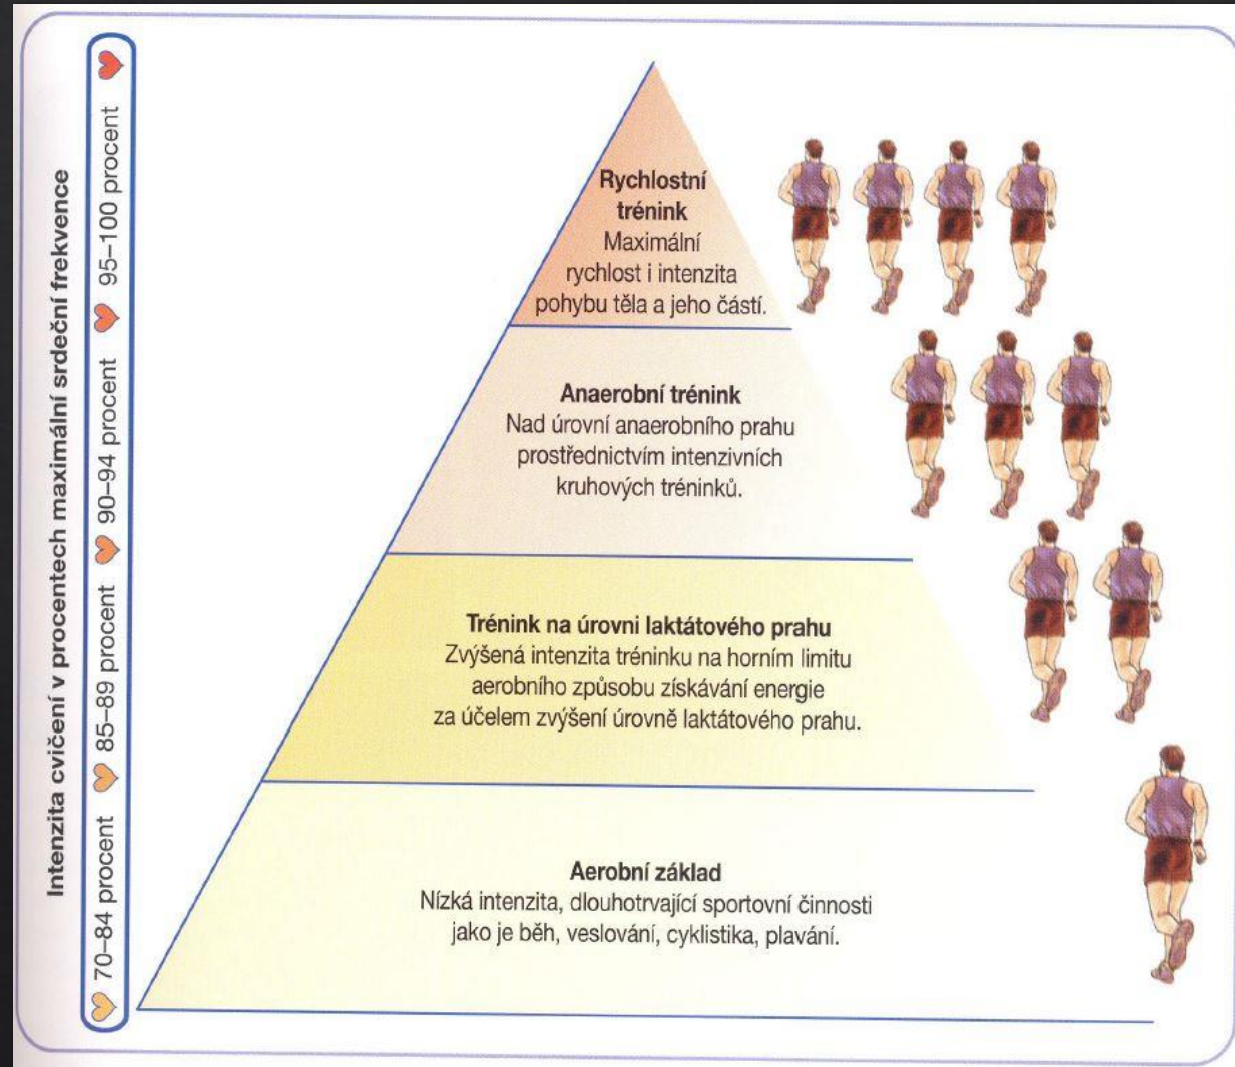 Intenzita cvičení v procentech maximální srdeční frekvence
70–84 procent 85–89 procent 90–94 procent 95–100 procent
Rychlostní
trénink
Maximální
rychlost i intenzita
pohybu těla a jeho částí.
Anaerobní trénink
Nad úrovní anaerobního prahu
prostřednictvím intenzivních
kruhových tréninků.
Trénink na úrovni laktátového prahu
Zvýšená intenzita tréninku na horním limitu
aerobního způsobu získávání energie
za účelem zvýšení úrovně laktátového prahu.
Aerobní základ
Nízká intenzita, dlouhotrvající sportovní činnosti
jako je běh, veslování, cyklistika, plavání.